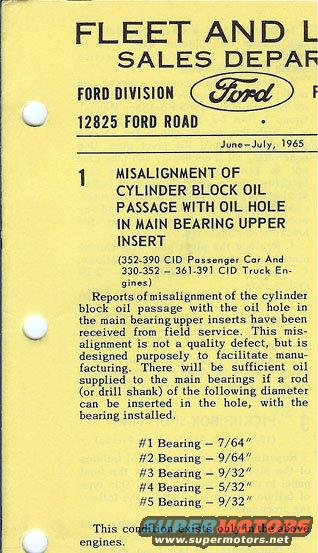 FLEET AND L
SALES DEPAR
FORD DIVISION Ford F
12825 FORD ROAD •
June—July, 1965
1 MISALIGNMENT OF
CYLINDER BLOCK OIL
PASSAGE WITH OIL HOLE
IN MAIN BEARING UPPER
INSERT
(352-390 CID Passenger Car And
330-352 — 361-391 CID Truck En-
gines)
Reports of misalignment of the cylinder
block oil passage with the oil hole in
the main bearing upper inserts have been
received from field service. This mis-
alignment is not a quality defect, but is
designed purposely to facilitate manu-
facturing. There will be sufficient oil
supplied to the main bearings if a rod
(or drill shank) of the following diameter
can be inserted in the hole, with the
bearing installed.
#1 Bearing — 7/64"
#2 Bearing — 9/64"
#3 Bearing — 9/32"
#4 Bearing — 5/32"
#5 Bearing — 9/32"
This condition exists only in the above
engines.
SUPERMOTORS
www.supermotors.net